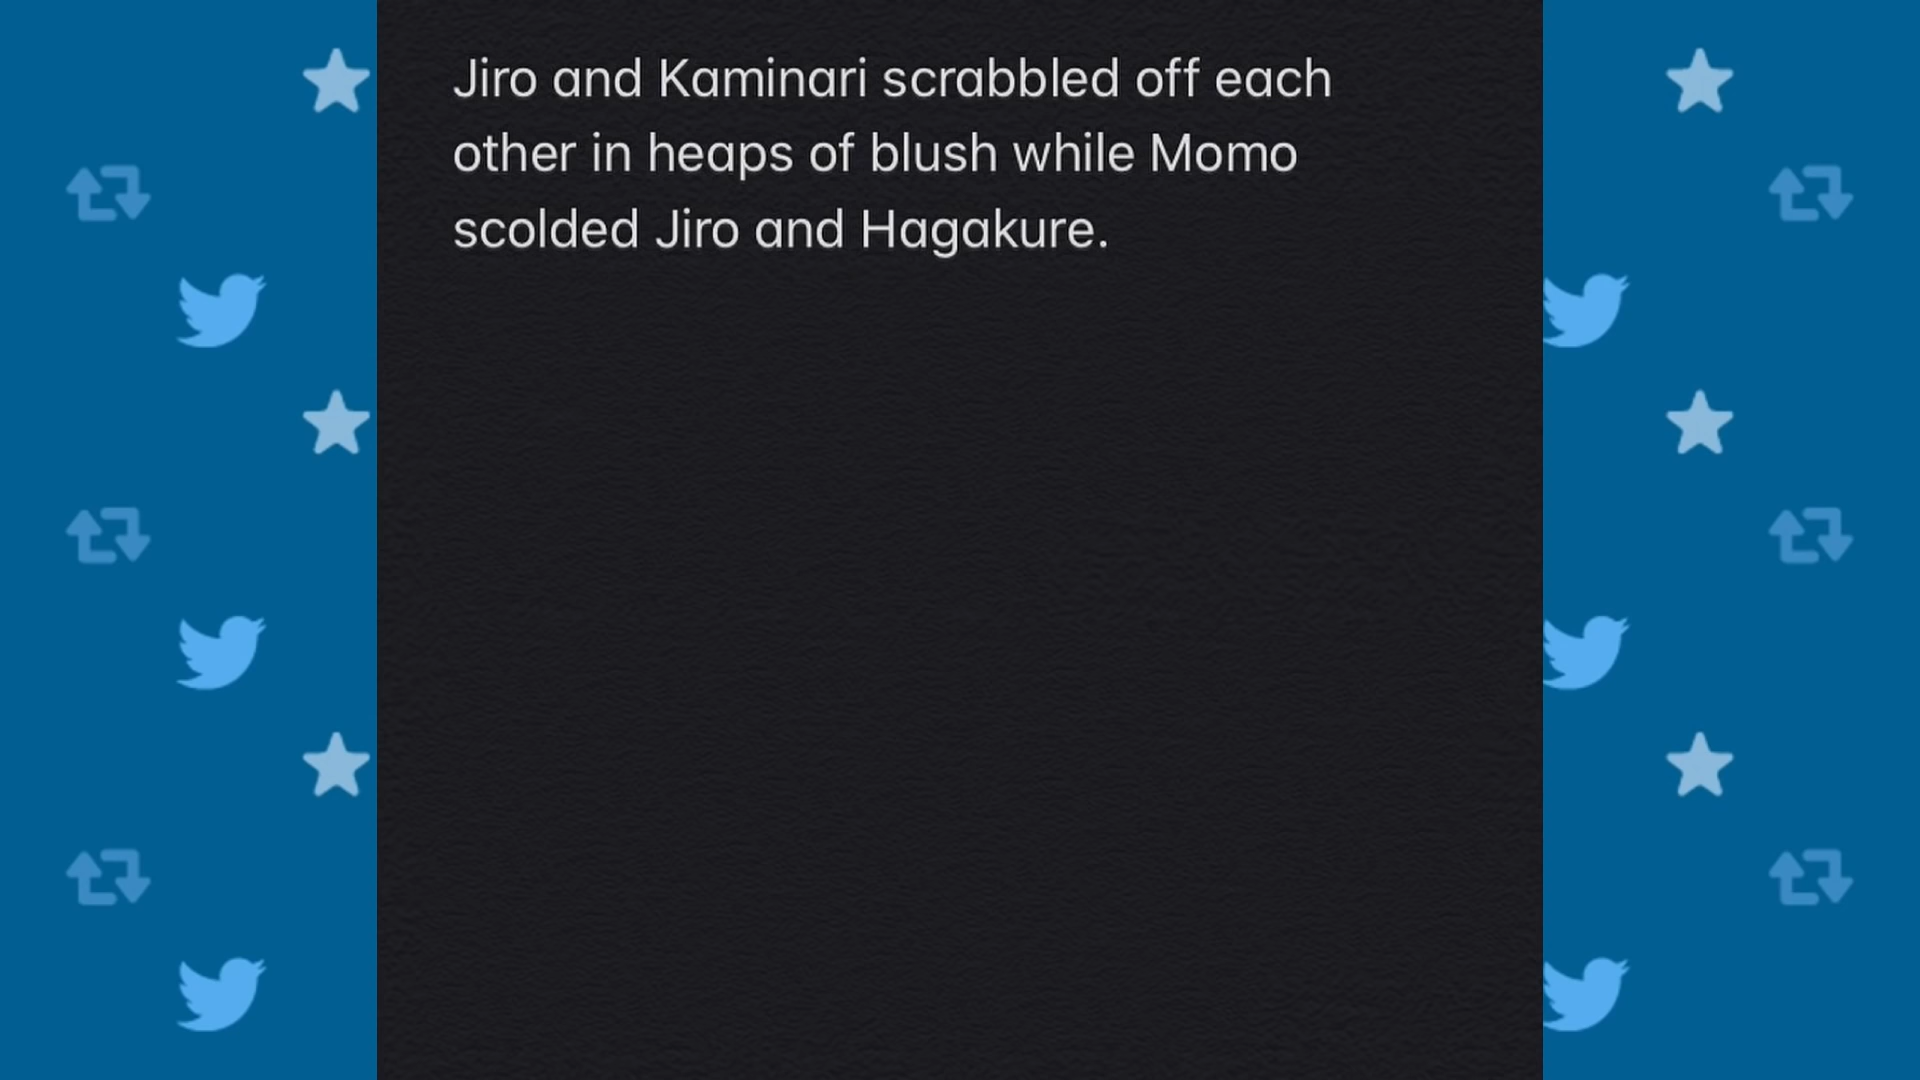 Jiro and Kaminari scrabbled off each
other in heaps of blush while Momo
scolded Jiro and Hagakure.